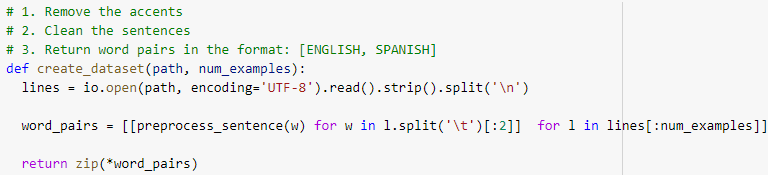 # 1. Remove the accents
# 2. Clean the sentences
# 3. Return word pairs in the format: [ENGLISH, SPANISH]
def create_dataset(path, num_examples):
  lines = io.open(path, encoding='UTF-8').read().strip().split('\n')
  word_pairs = [[preprocess_sentence(w) for w in l.split('\t')[:2]]  for l in lines[:num_examples]]
  return zip(*word_pairs)